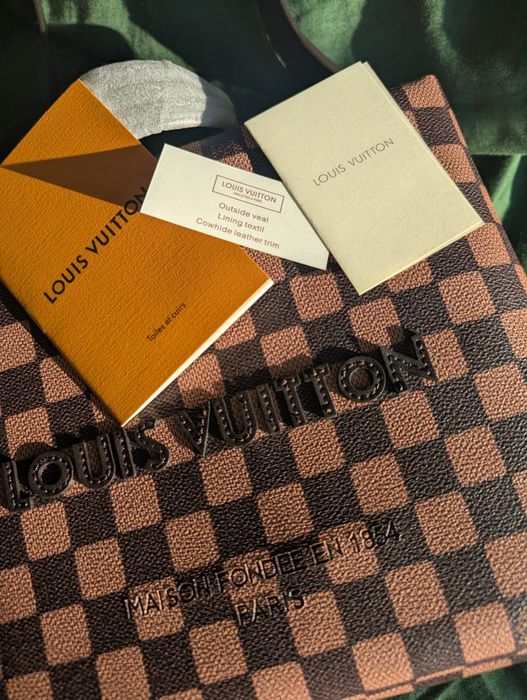 LOUIS VUITTON
Toiles et cuirs
LOUIS VUITTON
Outside veal
Lining textil
Cowhide leather trim
LOUIS VUITTON
LOUIS VUITTON
MAISON FONDEE EN 1854
PARIS